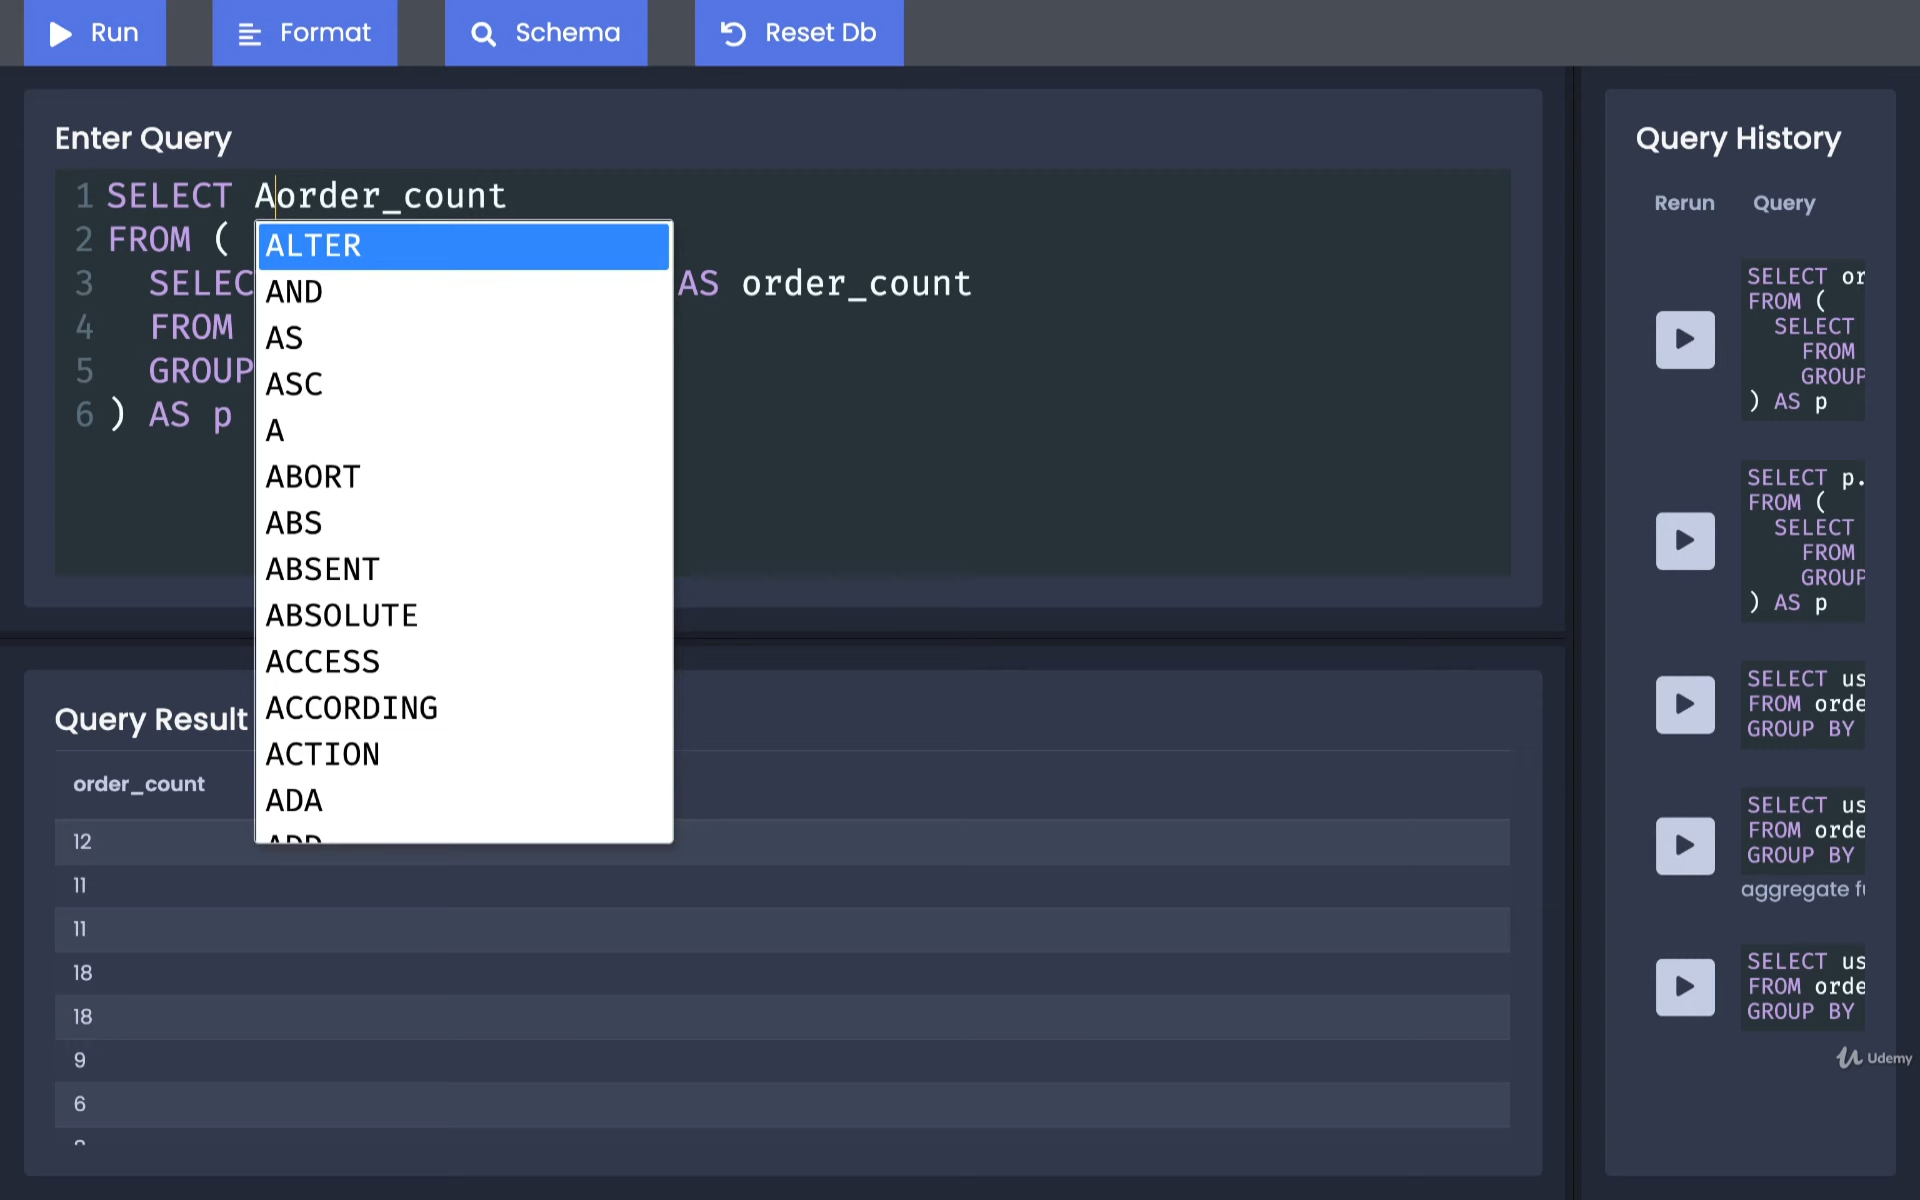 Run
Format
Schema
Reset Db
Enter Query
1 SELECT Aorder_count
2 FROM (
3 SELEC AS order_count
4 FROM
5 GROUP
6 ) AS p
ALTER
AND
AS
ASC
A
ABORT
ABS
ABSENT
ABSOLUTE
ACCESS
ACCORDING
ACTION
ADA
ADD
Query Result
order_count
12
11
11
18
18
9
6
Query History
Rerun Query
SELECT or
FROM (
SELECT
FROM
GROUP
) AS p
SELECT p.
FROM (
SELECT
FROM
GROUP
) AS p
SELECT us
FROM orde
GROUP BY
SELECT us
FROM orde
GROUP BY
aggregate fu
SELECT us
FROM orde
GROUP BY
Udemy